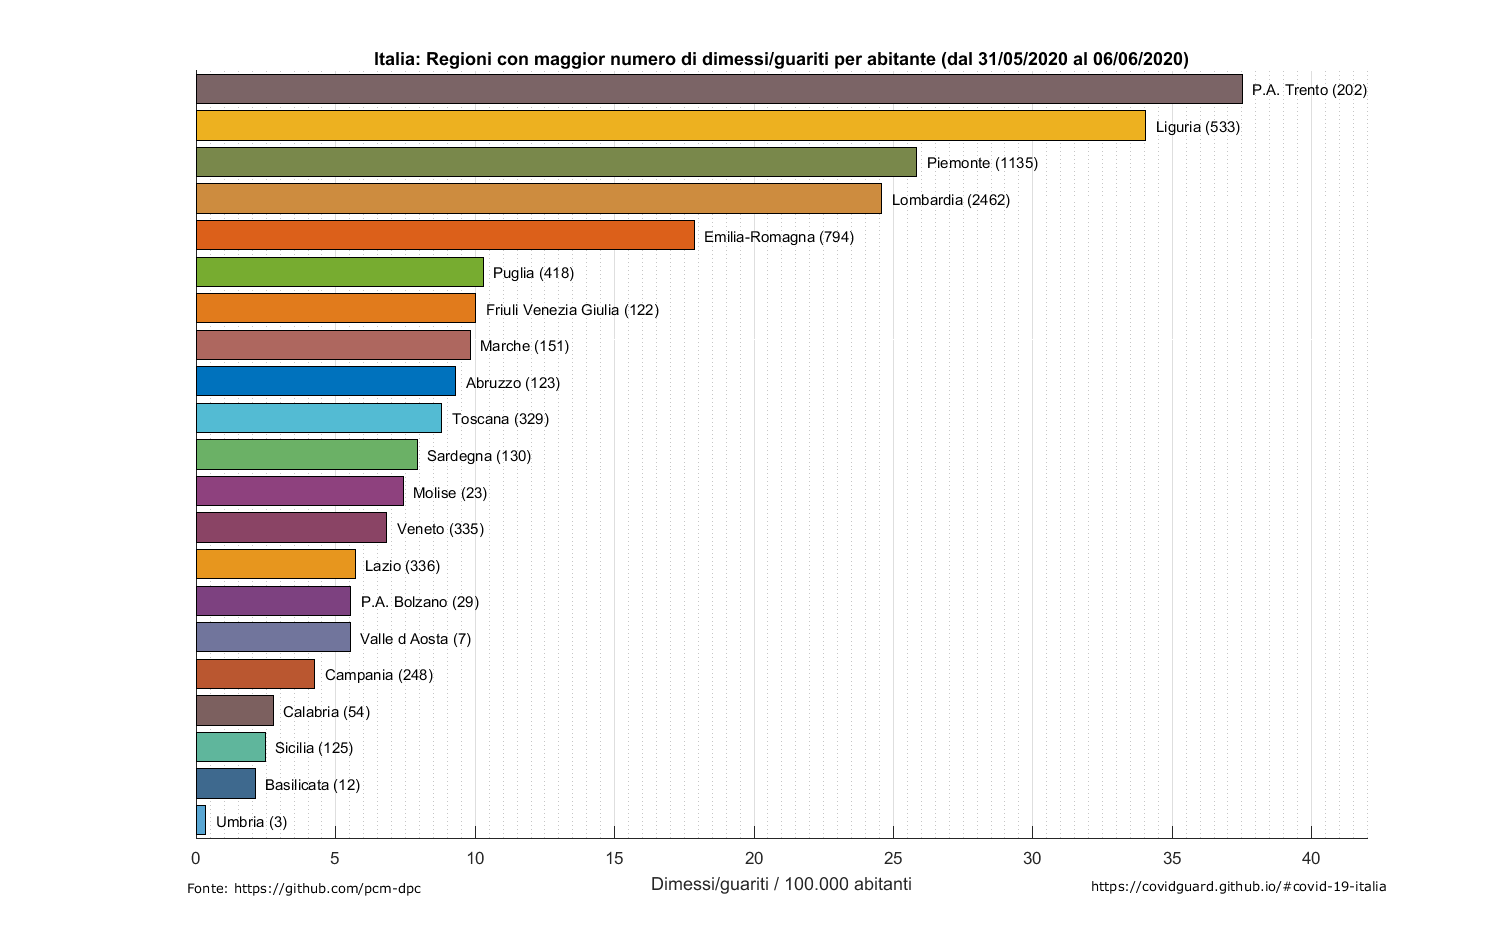 Italia: Regioni con maggior numero di dimessi/guariti per abitante (dal 31/05/2020 al 06/06/2020)
P.A. Trento (202)
Liguria (533)
Piemonte (1135)
Lombardia (2462)
Emilia-Romagna (794)
Puglia (418)
Friuli Venezia Giulia (122)
Marche (151)
Abruzzo (123)
Toscana (329)
Sardegna (130)
Molise (23)
Veneto (335)
Lazio (336)
P.A. Bolzano (29)
Valle d Aosta (7)
Campania (248)
Calabria (54)
Sicilia (125)
Basilicata (12)
Umbria (3)
0 5 10 15 20 25 30 35 40
Dimessi/guariti / 100.000 abitanti
Fonte: https://github.com/pcm-dpc
https://covidguard.github.io/#covid-19-italia